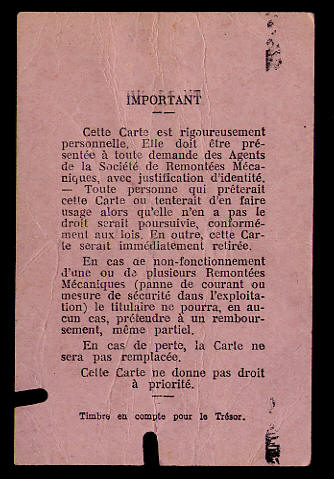 IMPORTANT
Cette Carte est rigoureusement
personnelle. Elle doit être pré-
sentée à toute demande des Agents
de la Société de Remontées Méca-
niques, avec justification d'identité.
— Toute personne qui prêterait
cette Carte ou tenterait d'en faire
usage alors qu'elle n'en a pas le
droit serait poursuivie, conformé-
ment aux lois. En outre, cette Car-
te serait immédiatement retirée.
En cas de non-fonctionnement
d'une ou de plusieurs Remontées
Mécaniques (panne de courant ou
mesure de sécurité dans l'exploita-
tion) le titulaire ne pourra, en au-
cun cas, prétendre à un rembour-
sement, même partiel.
En cas de perte, la Carte ne
sera pas remplacée.
Cette Carte ne donne pas droit
à priorité.
Timbre en compte pour le Trésor.